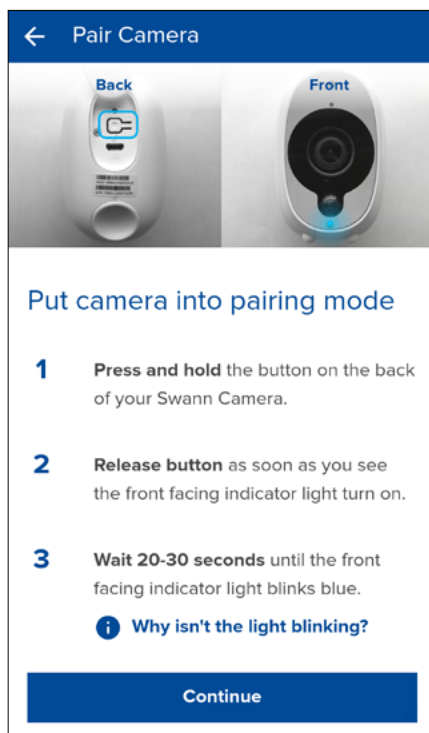 Pair Camera
Back
Front
Put camera into pairing mode
1
Press and hold the button on the back
of your Swann Camera.
2
Release button as soon as you see
the front facing indicator light turn on.
3
Wait 20-30 seconds until the front
facing indicator light blinks blue.
Why isn't the light blinking?
Continue